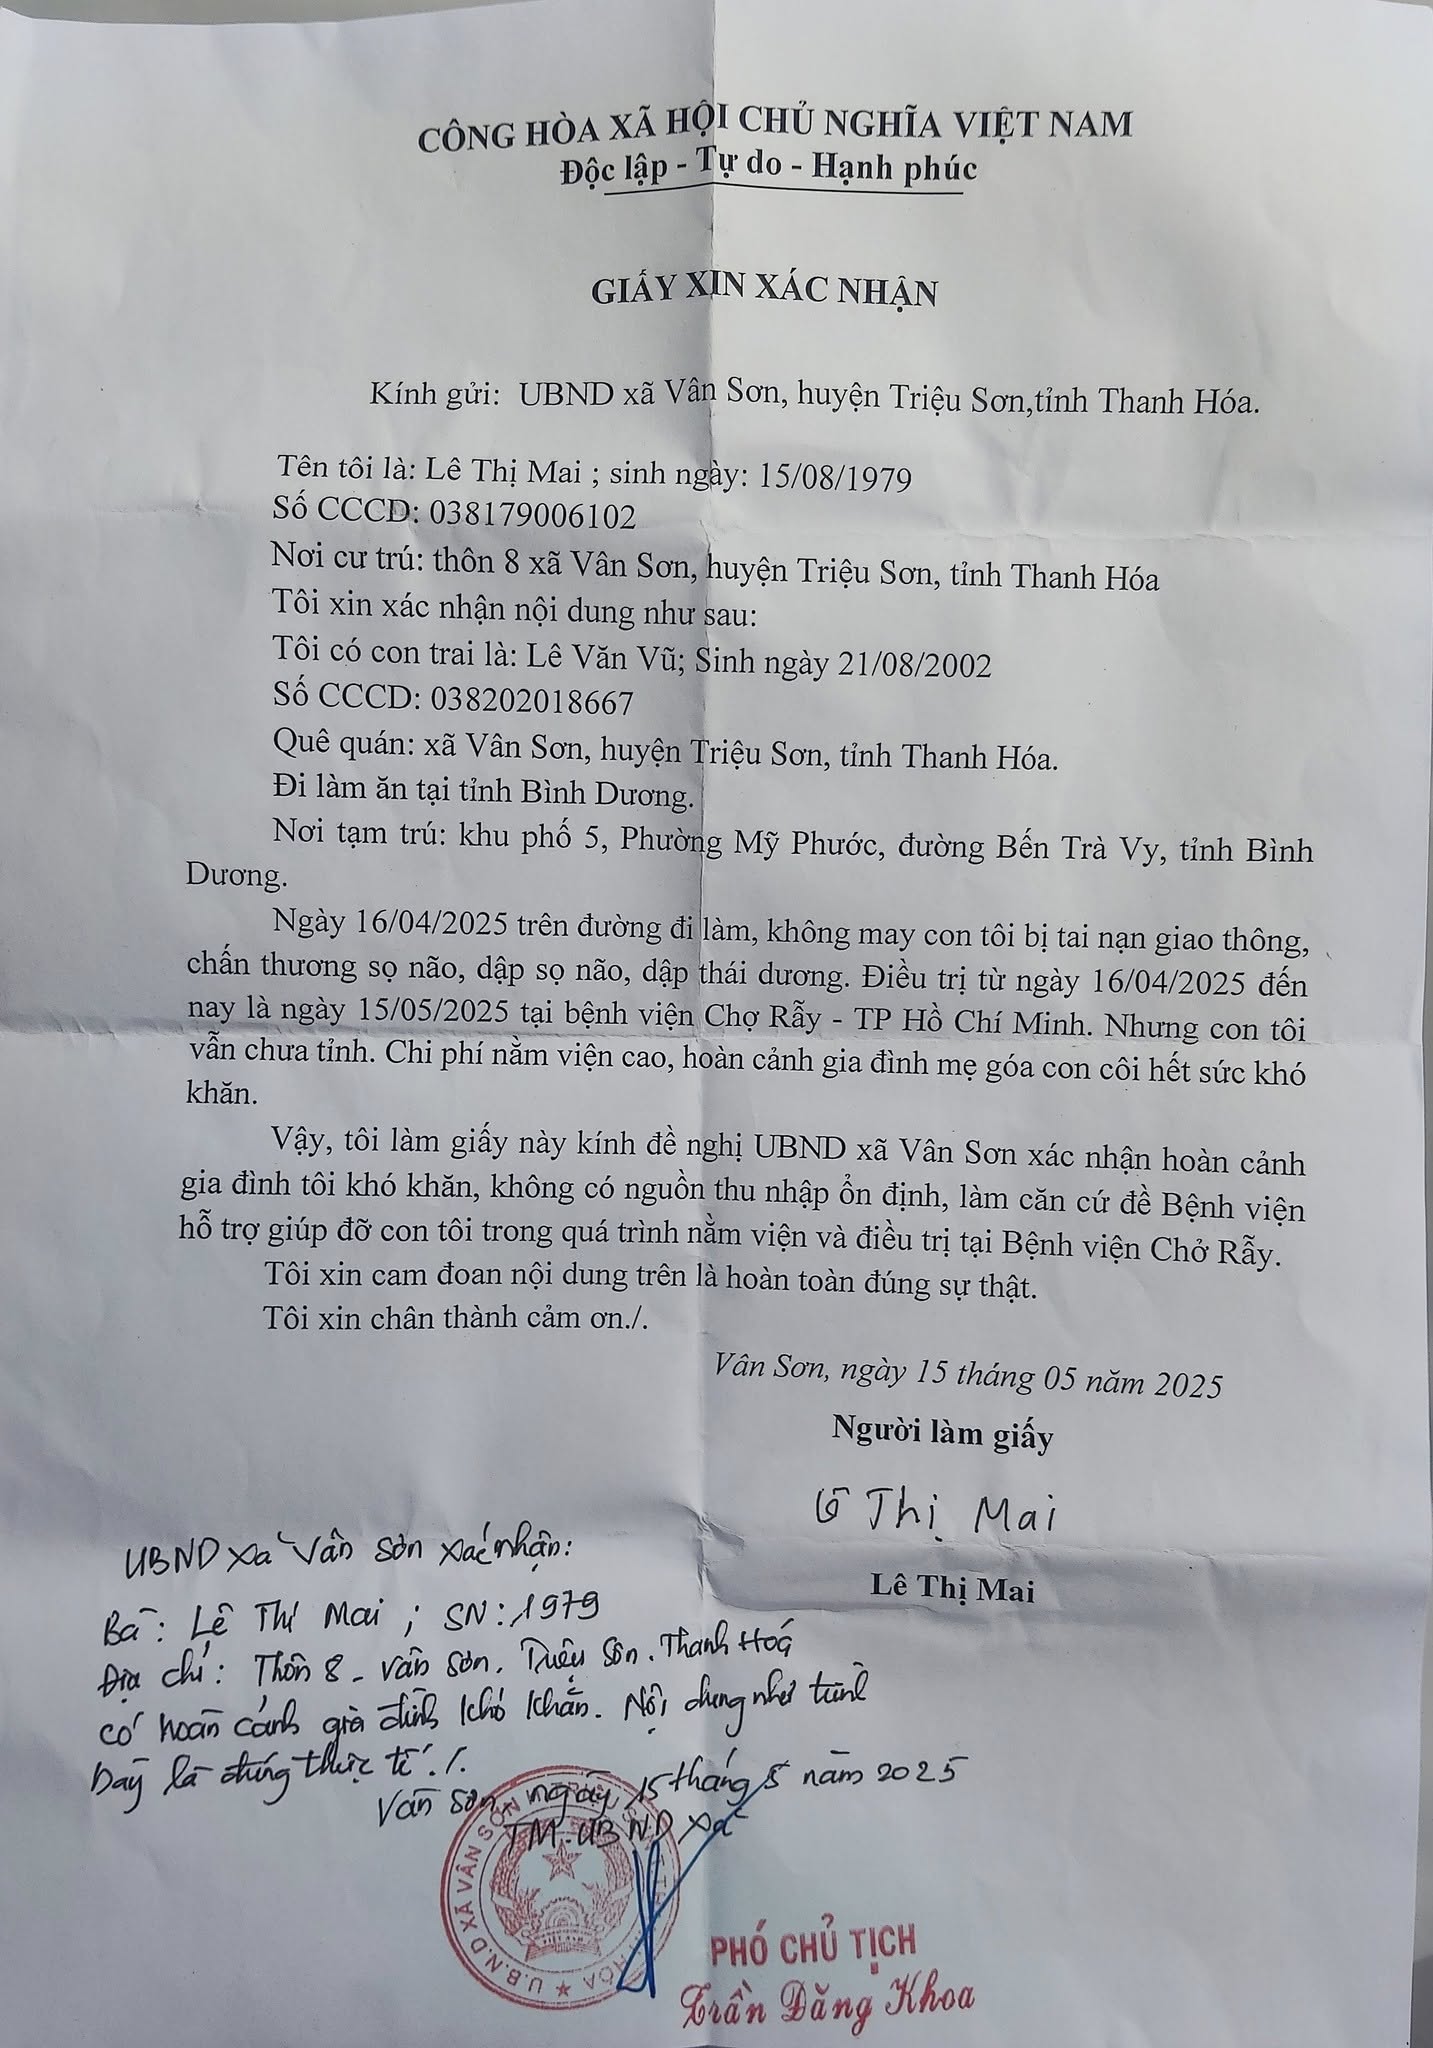 CÔNG HÒA XÃ HỘI CHỦ NGHĨA VIỆT NAM
Độc lập - Tự do - Hạnh phúc
GIẤY XIN XÁC NHẬN
Kính gửi: UBND xã Vân Sơn, huyện Triệu Sơn,tỉnh Thanh Hóa.
Tên tôi là: Lê Thị Mai ; sinh ngày: 15/08/1979
Số CCCD: 038179006102
Nơi cư trú: thôn 8 xã Vân Sơn, huyện Triệu Sơn, tỉnh Thanh Hóa
Tôi xin xác nhận nội dung như sau:
Tôi có con trai là: Lê Văn Vũ; Sinh ngày 21/08/2002
Số CCCD: 038202018667
Quê quán: xã Vân Sơn, huyện Triệu Sơn, tỉnh Thanh Hóa.
Đi làm ăn tại tỉnh Bình Dương.
Nơi tạm trú: khu phố 5, Phường Mỹ Phước, đường Bến Trà Vy, tỉnh Bình
Dương.
Ngày 16/04/2025 trên đường đi làm, không may con tôi bị tai nạn giao thông,
chấn thương sọ não, dập sọ não, dập thái dương. Điều trị từ ngày 16/04/2025 đến
nay là ngày 15/05/2025 tại bệnh viện Chợ Rẫy - TP Hồ Chí Minh. Nhưng con tôi
vẫn chưa tỉnh. Chi phí nằm viện cao, hoàn cảnh gia đình mẹ góa con côi hết sức khó
khăn.
Vậy, tôi làm giấy này kính đề nghị UBND xã Vân Sơn xác nhận hoàn cảnh
gia đình tôi khó khăn, không có nguồn thu nhập ổn định, làm căn cứ đề Bệnh viện
hỗ trợ giúp đỡ con tôi trong quá trình nằm viện và điều trị tại Bệnh viện Chở Rẫy.
Tôi xin cam đoan nội dung trên là hoàn toàn đúng sự thật.
Tôi xin chân thành cảm ơn./.
Vân Sơn, ngày 15 tháng 05 năm 2025
Người làm giấy
Lê Thị Mai
Lê Thị Mai
UBND xã Vân Sơn xác nhận:
Bà: Lê Thị Mai ; SN: 1979
Địa chỉ: Thôn 8 - Vân Sơn. Triệu Sơn. Thanh Hoá
có hoàn cảnh gia đình khó khăn. Nội dung như trình
bày là đúng thực tế./.
Vân Sơn, ngày 15 tháng 5 năm 2025
TM. UBND xã
U.B.N.D XÃ VÂN SƠN
PHÓ CHỦ TỊCH
Trần Đăng Khoa